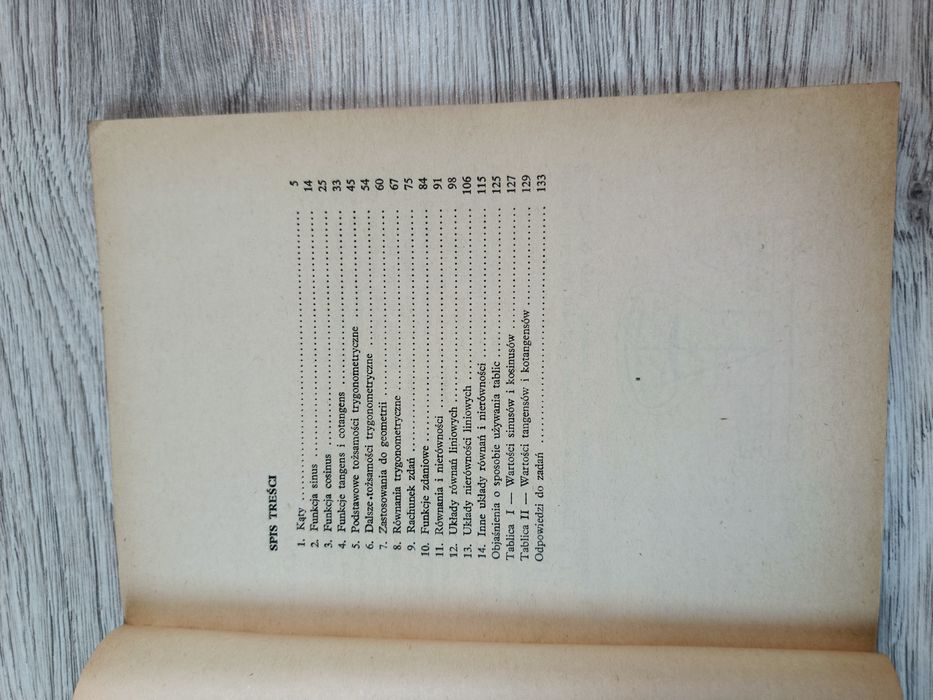 SPIS TREŚCI
1. Kąty ........ 5
2. Funkcja sinus ........ 14
3. Funkcja cosinus ........ 25
4. Funkcje tangens i cotangens ........ 33
5. Podstawowe tożsamości trygonometryczne ........ 45
6. Dalsze tożsamości trygonometryczne ........ 54
7. Zastosowania do geometrii ........ 60
8. Równania trygonometryczne ........ 67
9. Rachunek zdań ........ 75
10. Funkcje zdaniowe ........ 84
11. Równania i nierówności ........ 91
12. Układy równań liniowych ........ 98
13. Układy nierówności liniowych ........ 106
14. Inne układy równań i nierówności ........ 115
Objaśnienia o sposobie używania tablic ........ 125
Tablica I — Wartości sinusów i kosinusów ........ 127
Tablica II — Wartości tangensów i kotangensów ........ 129
Odpowiedzi do zadań ........ 133